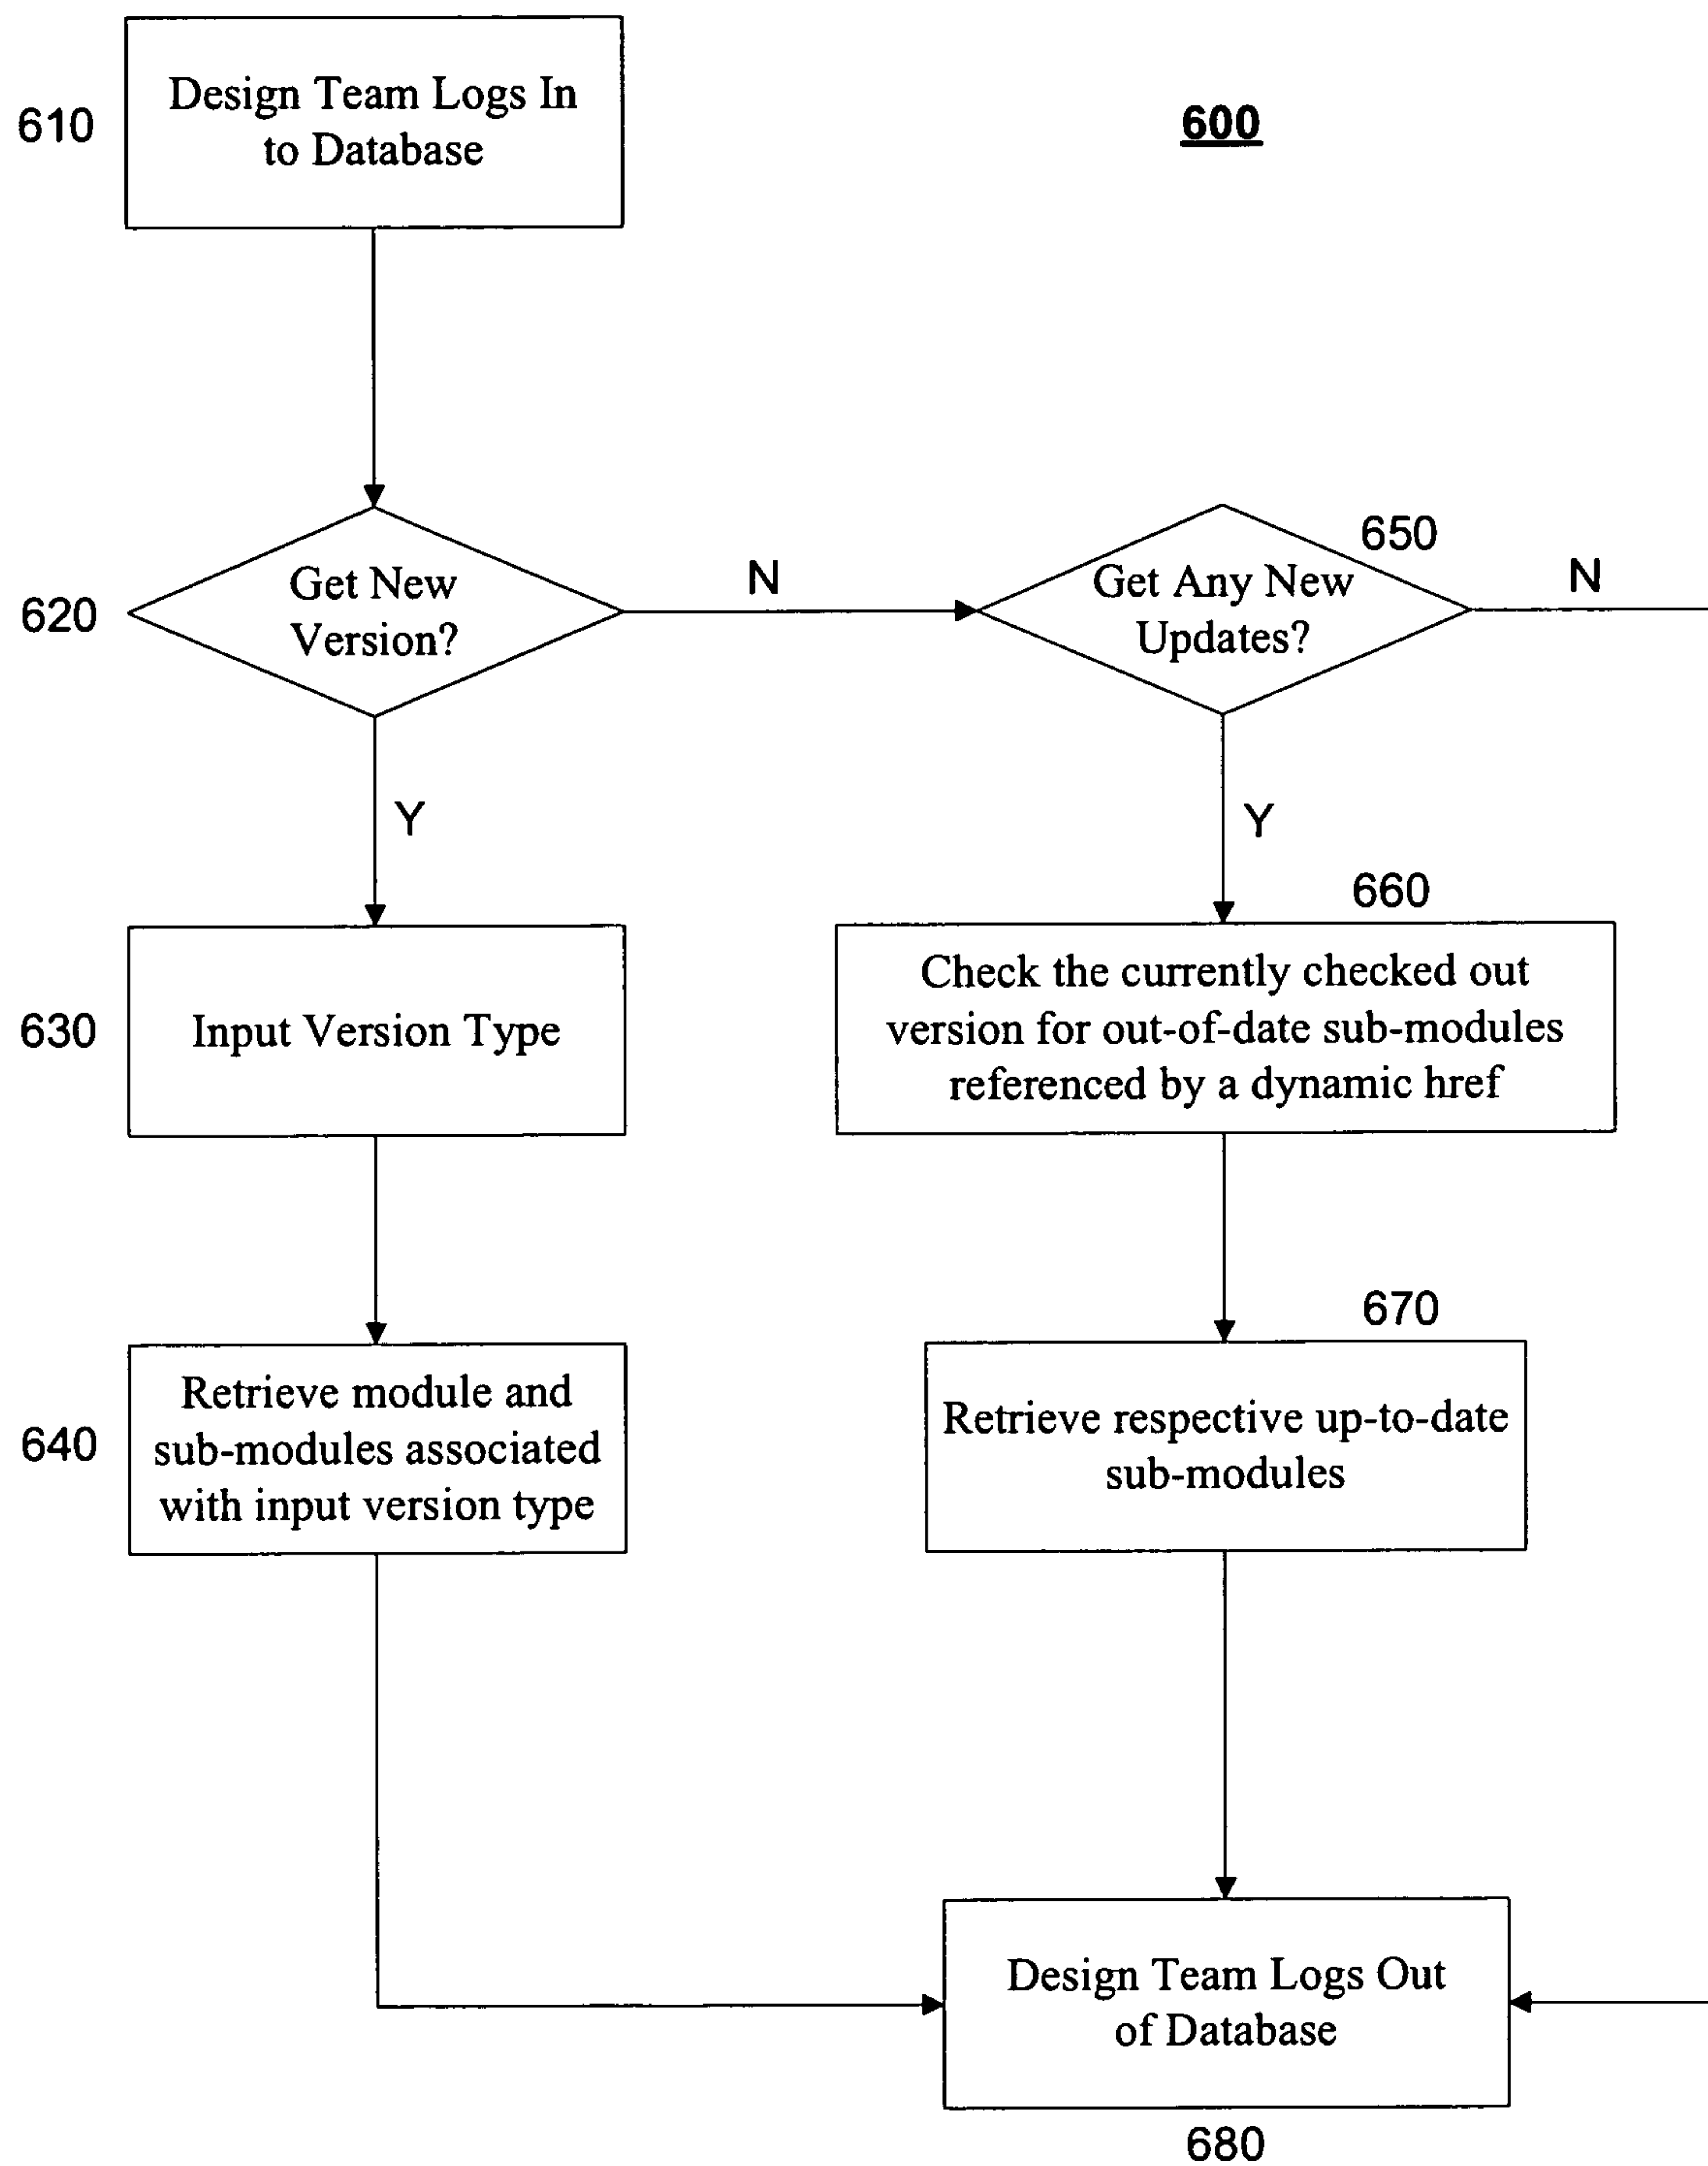 Design Team Logs In
to Database
610
600
Get New
Version?
620
N
650
Get Any New
Updates?
N
Y
Y
660
Input Version Type
630
Check the currently checked out
version for out-of-date sub-modules
referenced by a dynamic href
670
Retrieve module and
sub-modules associated
with input version type
640
Retrieve respective up-to-date
sub-modules
Design Team Logs Out
of Database
680